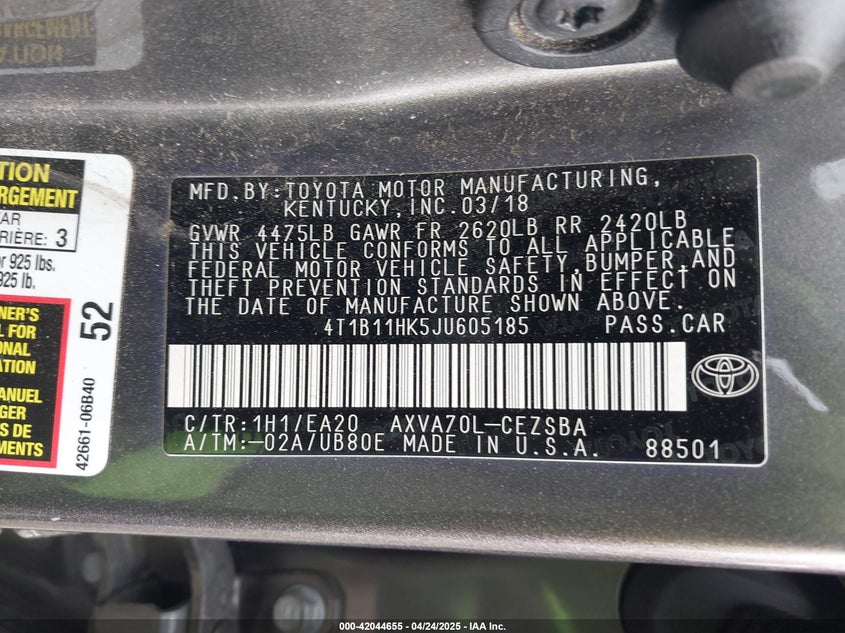 MFD.BY:TOYOTA MOTOR MANUFACTURING,
KENTUCKY,INC.03/18
GVWR 4475LB GAWR FR 2620LB RR 2420LB
THIS VEHICLE CONFORMS TO ALL APPLICABLE
FEDERAL MOTOR VEHICLE SAFETY,BUMPER,AND
THEFT PREVENTION STANDARDS IN EFFECT ON
THE DATE OF MANUFACTURE SHOWN ABOVE.
4T1B11HK5JU605185 PASS.CAR
C/TR:1H1/EA20 AXVA70L-CEZSBA
A/TM:-02A/UB80E MADE IN U.S.A. 88501
TION
ARGEMENT
AR
RIÈRE: 3
r 925 lbs.
925 lb.
NER'S
L FOR
ONAL
ATION
MANUEL
GER
S DE
S
52
42661-06B40
000-42044655 - 04/24/2025 - IAA Inc.